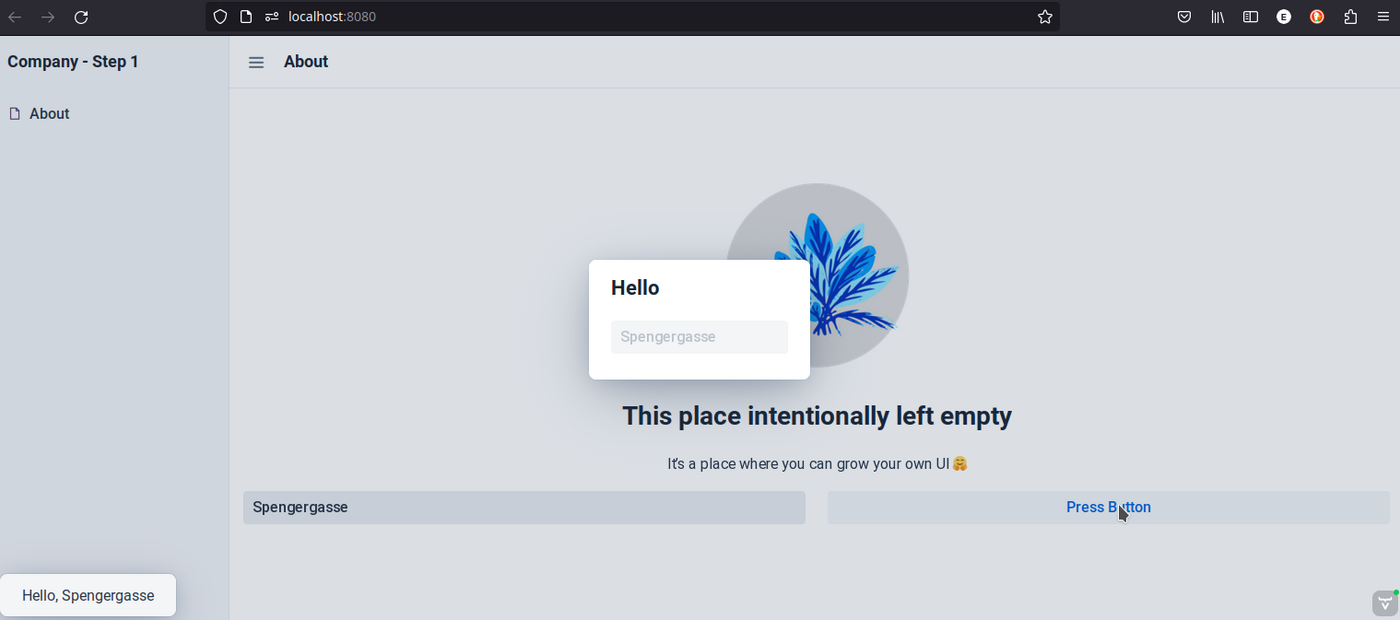 localhost:8080
E
Company - Step 1
About
About
Hello
Spengergasse
This place intentionally left empty
It's a place where you can grow your own UI 🤗
Spengergasse
Press Button
Hello, Spengergasse